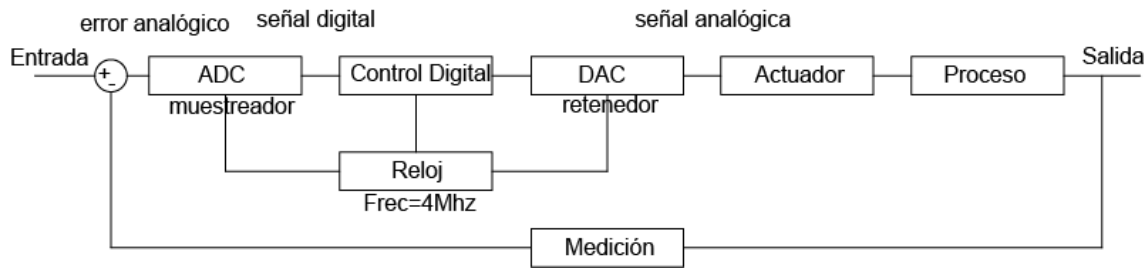 error analógico
señal digital
señal analógica
Entrada
+
-
ADC
muestreador
Control Digital
DAC
retenedor
Actuador
Proceso
Salida
Reloj
Frec=4Mhz
Medición